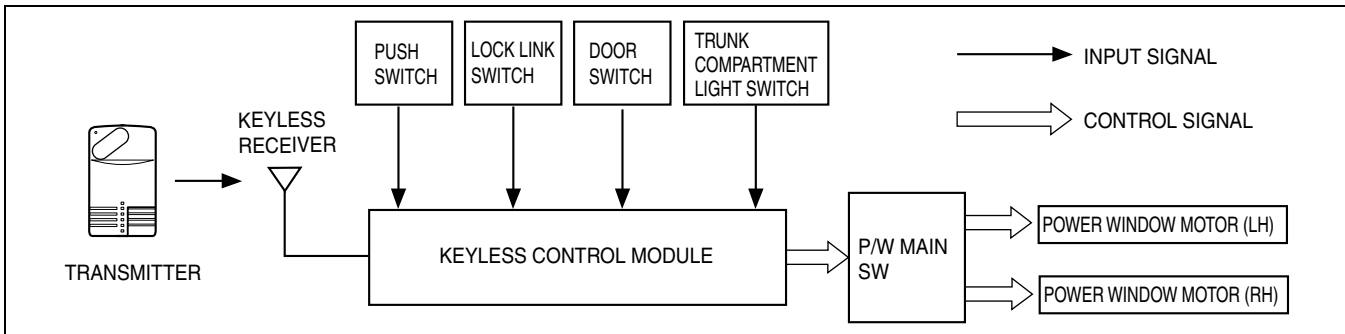 PUSH
SWITCH
LOCK LINK
SWITCH
DOOR
SWITCH
TRUNK
COMPARTMENT
LIGHT SWITCH
INPUT SIGNAL
CONTROL SIGNAL
KEYLESS
RECEIVER
TRANSMITTER
KEYLESS CONTROL MODULE
P/W MAIN
SW
POWER WINDOW MOTOR (LH)
POWER WINDOW MOTOR (RH)